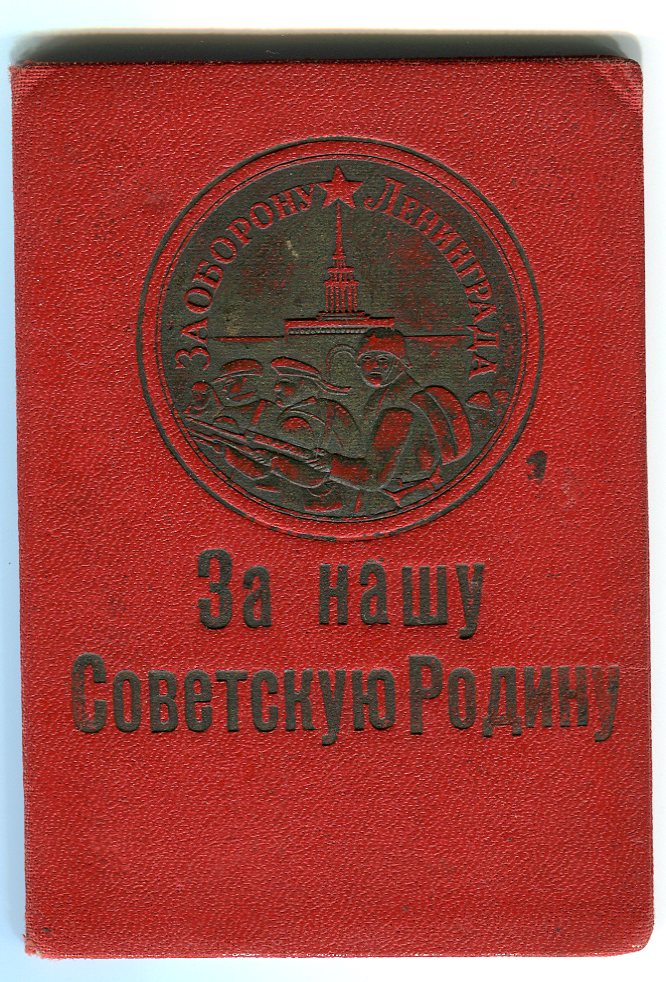 За оборону Ленинграда
За нашу
Советскую Родину